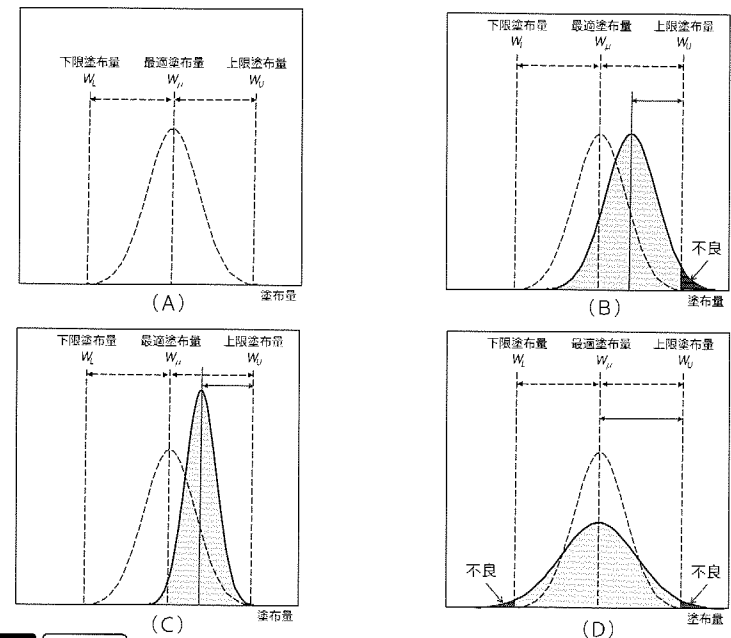 下限塗布量 最適塗布量 上限塗布量
W_L W_μ W_U
塗布量
(A)
下限塗布量 最適塗布量 上限塗布量
W_l W_μ W_U
不良
塗布量
(B)
下限塗布量 最適塗布量 上限塗布量
W_L W_μ W_U
塗布量
(C)
下限塗布量 最適塗布量 上限塗布量
W_L W_μ W_U
不良 不良
塗布量
(D)